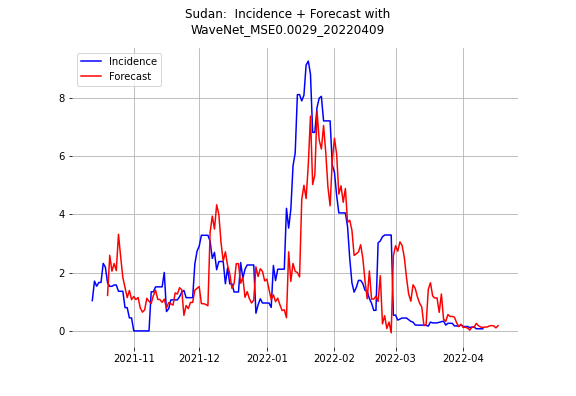 Sudan:  Incidence + Forecast with
WaveNet_MSE0.0029_20220409
Incidence
Forecast
8
6
4
2
0
2021-11
2021-12
2022-01
2022-02
2022-03
2022-04